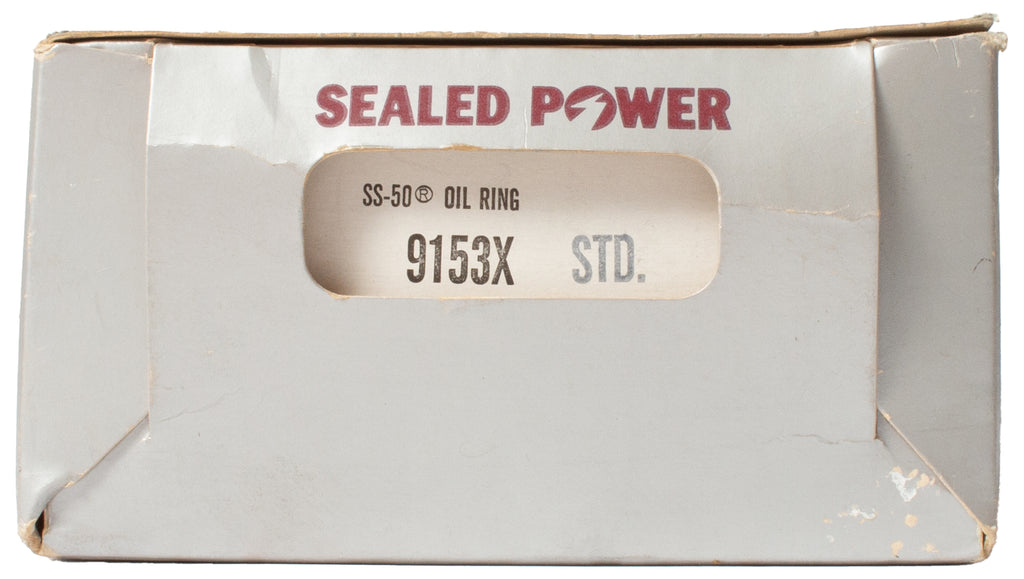 SEALED POWER
SS-50® OIL RING
9153X STD.